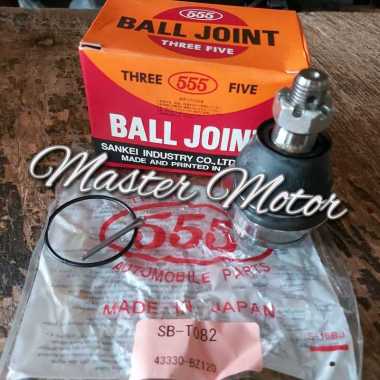 555
BALL JOINT
THREE FIVE
THREE 555 FIVE
BALL JOINT
SANKEI INDUSTRY CO., LTD
MADE AND PRINTED IN
Master Motor
555
AUTOMOBILE PARTS
MADE IN JAPAN
SB-T082
43330-BZ120